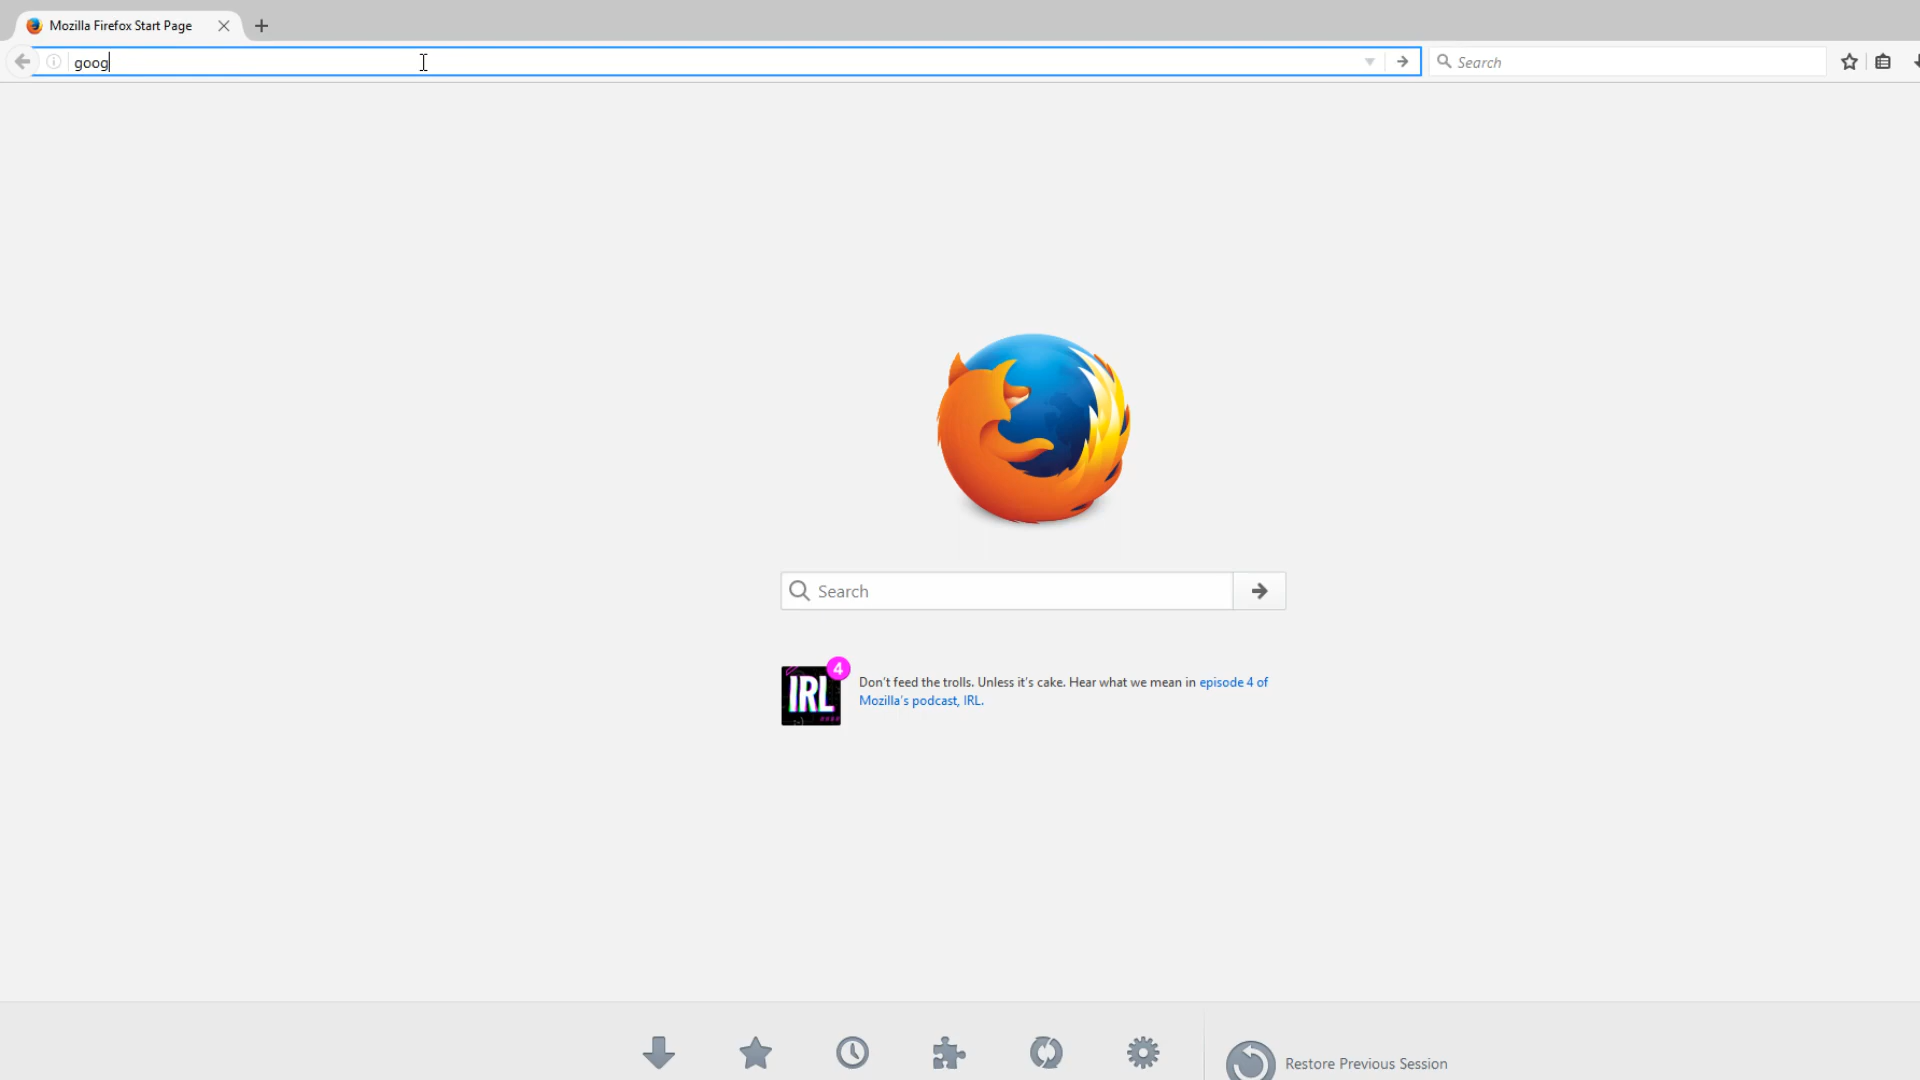 Mozilla Firefox Start Page
goog
Search
Search
4
IRL
Don't feed the trolls. Unless it's cake. Hear what we mean in episode 4 of
Mozilla's podcast, IRL.
Restore Previous Session